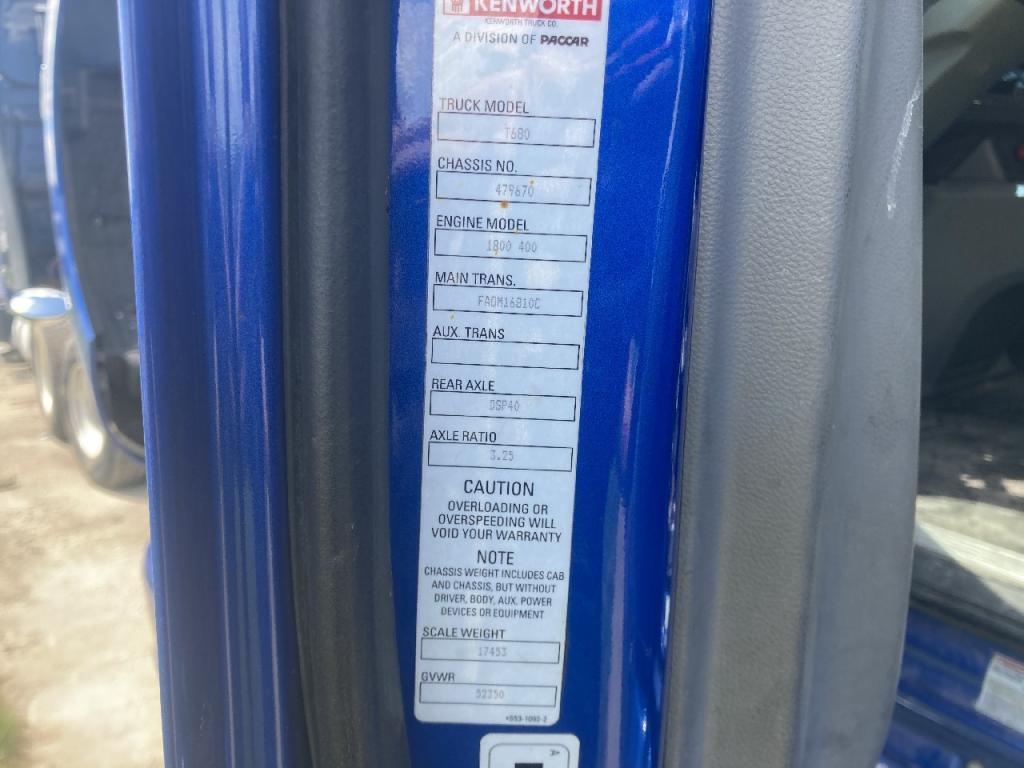 KENWORTH
KENWORTH TRUCK CO.
A DIVISION OF PACCAR
TRUCK MODEL
T680
CHASSIS NO.
479670
ENGINE MODEL
1800 400
MAIN TRANS.
FAOM16810C
AUX. TRANS
REAR AXLE
DSP40
AXLE RATIO
3.25
CAUTION
OVERLOADING OR
OVERSPEEDING WILL
VOID YOUR WARRANTY
NOTE
CHASSIS WEIGHT INCLUDES CAB
AND CHASSIS, BUT WITHOUT
DRIVER, BODY, AUX. POWER
DEVICES OR EQUIPMENT
SCALE WEIGHT
17453
GVWR
52350
A